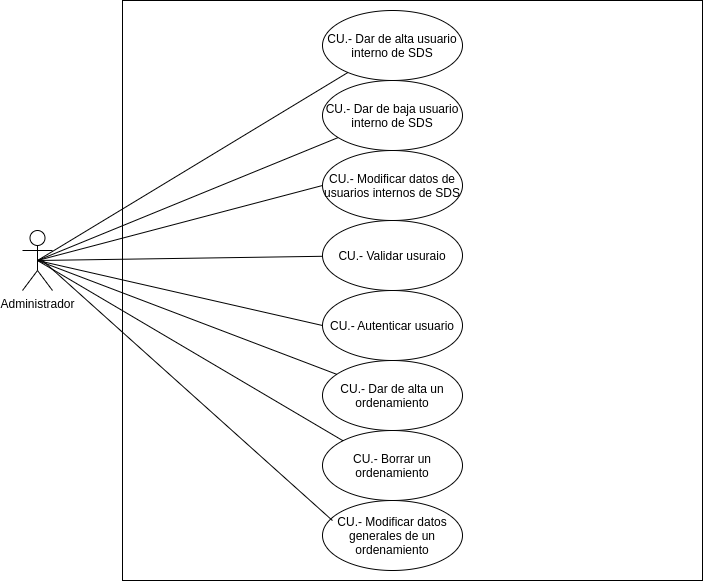 CU.- Dar de alta usuario
interno de SDS
CU.- Dar de baja usuario
interno de SDS
CU.- Modificar datos de
usuarios internos de SDS
CU.- Validar usuraio
Administrador
CU.- Autenticar usuario
CU.- Dar de alta un
ordenamiento
CU.- Borrar un
ordenamiento
CU.- Modificar datos
generales de un
ordenamiento